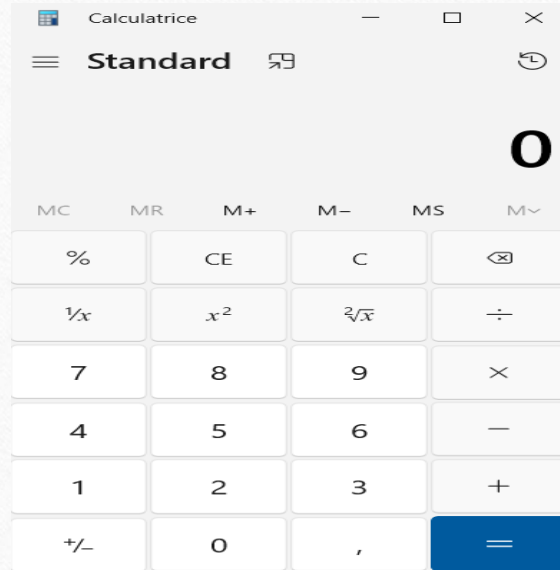 Calculatrice
Standard
0
MC MR M+ M− MS M˅
% CE C
¹⁄x x² ²√x ÷
7 8 9 ×
4 5 6 −
1 2 3 +
+/− 0 , =